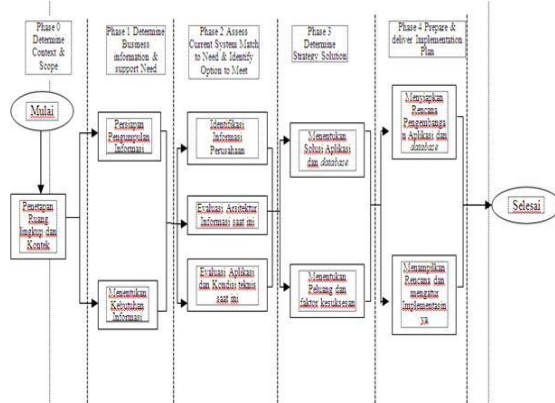 Phase 0
Determine
Context &
Scope
Phase 1 Determine
Business
information &
support Need
Phase 2 Assess
Current System Match
to Need & Identify
Option to Meet
Phase 3
Determine
Strategy Solution
Phase 4 Prepare &
& deliver Implementation
Plan
Mulai
Penetapan
Ruang
lingkup dan
Kontek
Persiapan
Pengumpulan
Informasi
Menentukan
Kebutuhan
Informasi
Identifikasi
Informasi
Perusahaan
Evaluasi Arsitektur
Informasi saat ini
Evaluasi Aplikasi
dan Kondisi teknis
saat ini
Menentukan
Solusi Aplikasi
dan database
Menentukan
Peluang dan
faktor kesuksesan
Menyiapkan
Rencana
Pengembanga
n Aplikasi dan
database
Menampilkan
Rencana dan
mengatur
Implementasin
ya
Selesai